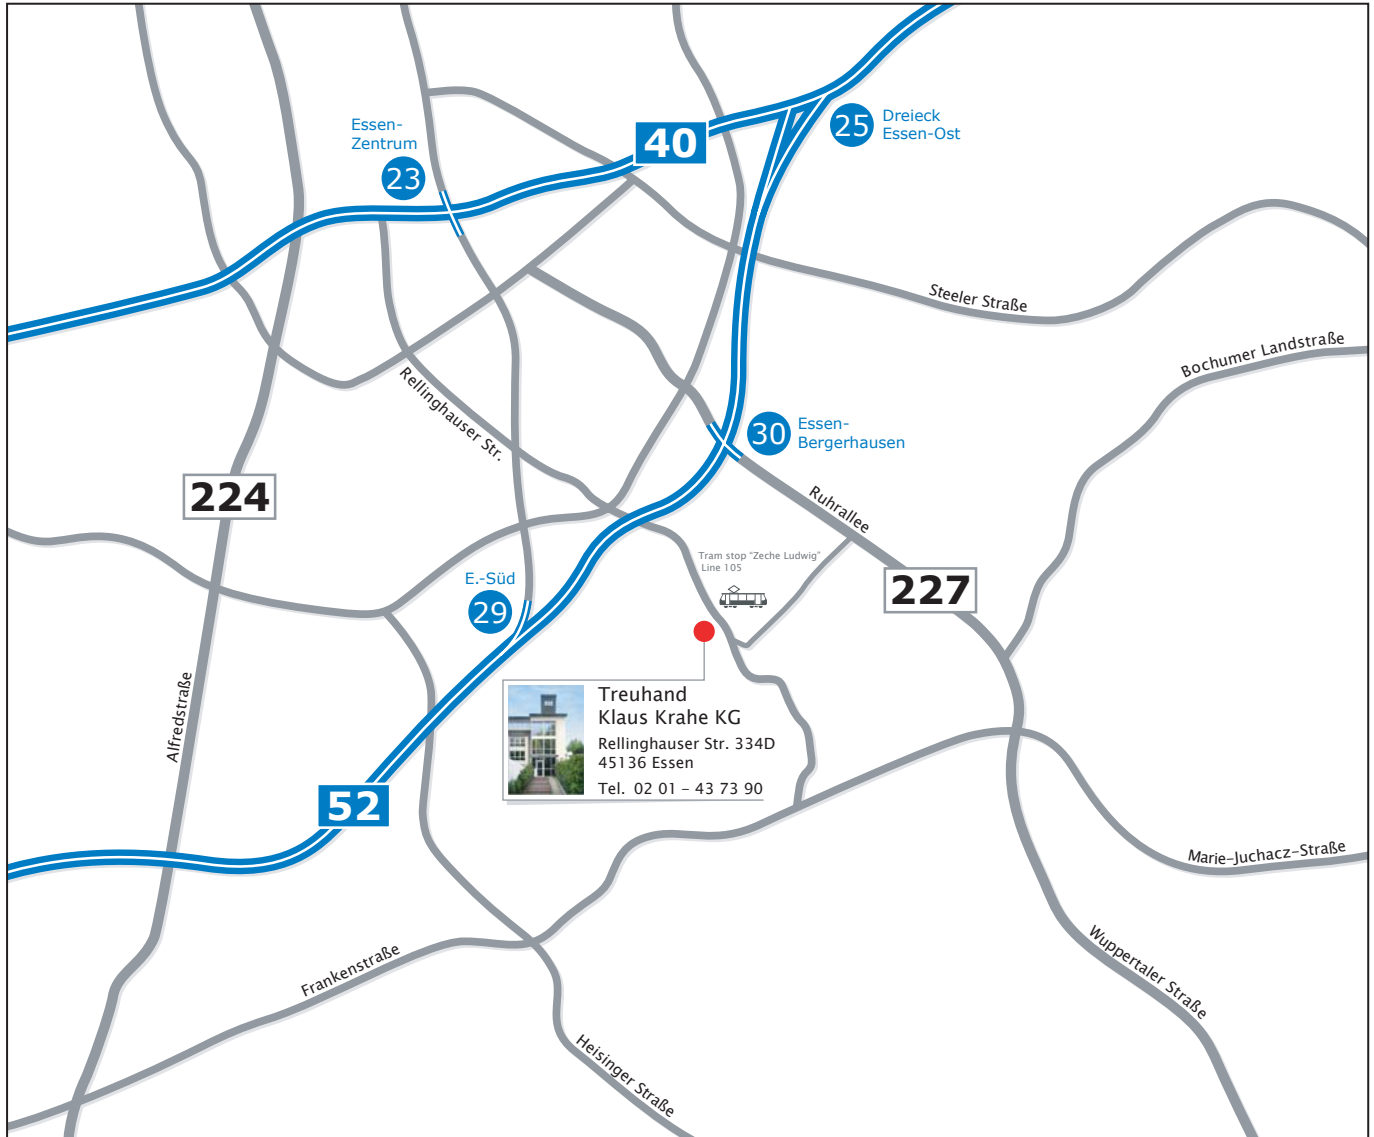 Essen-
Zentrum
23
40
25
Dreieck
Essen-Ost
Steeler Straße
Bochumer Landstraße
Rellinghauser Str.
30
Essen-
Bergerhausen
224
Ruhrallee
Tram stop "Zeche Ludwig"
Line 105
E.-Süd
29
227
Alfredstraße
Treuhand
Klaus Krahe KG
Rellinghauser Str. 334D
45136 Essen
Tel. 02 01 – 43 73 90
52
Marie-Juchacz-Straße
Frankenstraße
Wuppertaler Straße
Heisinger Straße